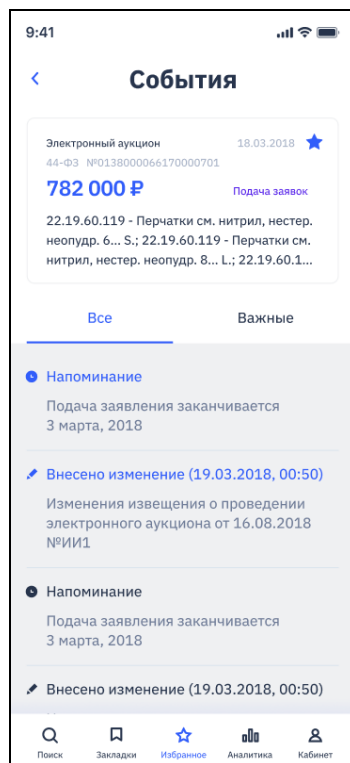 9:41
События
Электронный аукцион
18.03.2018
44-ФЗ №0138000066170000701
782 000 ₽
Подача заявок
22.19.60.119 - Перчатки см. нитрил, нестер.
неопудр. 6... S.; 22.19.60.119 - Перчатки см.
нитрил, нестер. неопудр. 8... L.; 22.19.60.1...
Все
Важные
Напоминание
Подача заявления заканчивается
3 марта, 2018
Внесено изменение (19.03.2018, 00:50)
Изменения извещения о проведении
электронного аукциона от 16.08.2018
№ИИ1
Напоминание
Подача заявления заканчивается
3 марта, 2018
Внесено изменение (19.03.2018, 00:50)
Поиск
Закладки
Избранное
Аналитика
Кабинет